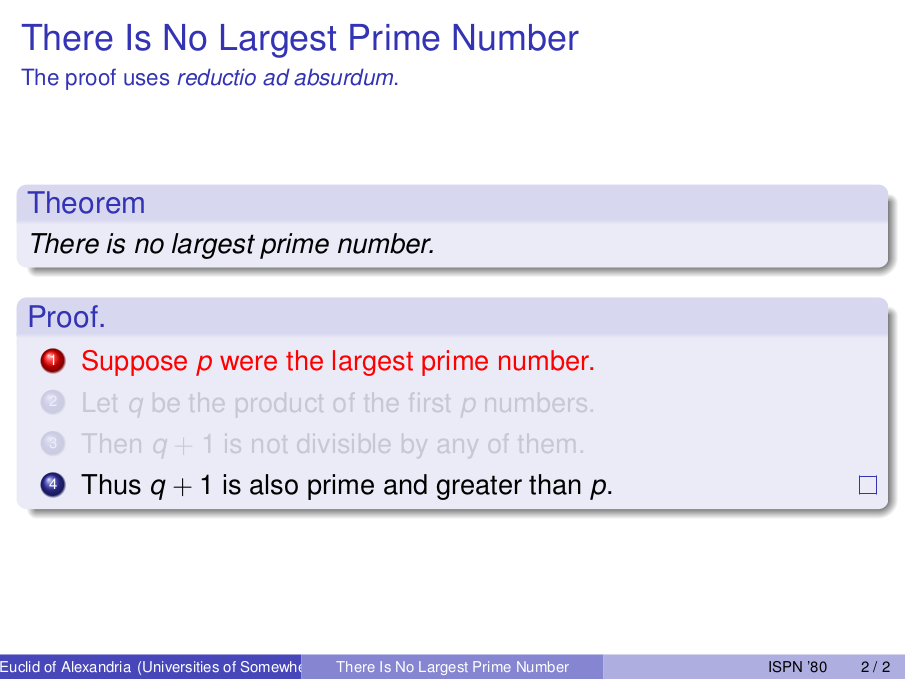 There Is No Largest Prime Number
The proof uses reductio ad absurdum.
Theorem
There is no largest prime number.
Proof.
1 Suppose p were the largest prime number.
2 Let q be the product of the first p numbers.
3 Then q + 1 is not divisible by any of them.
4 Thus q + 1 is also prime and greater than p. □
Euclid of Alexandria (Universities of Somewhe There Is No Largest Prime Number ISPN '80 2 / 2